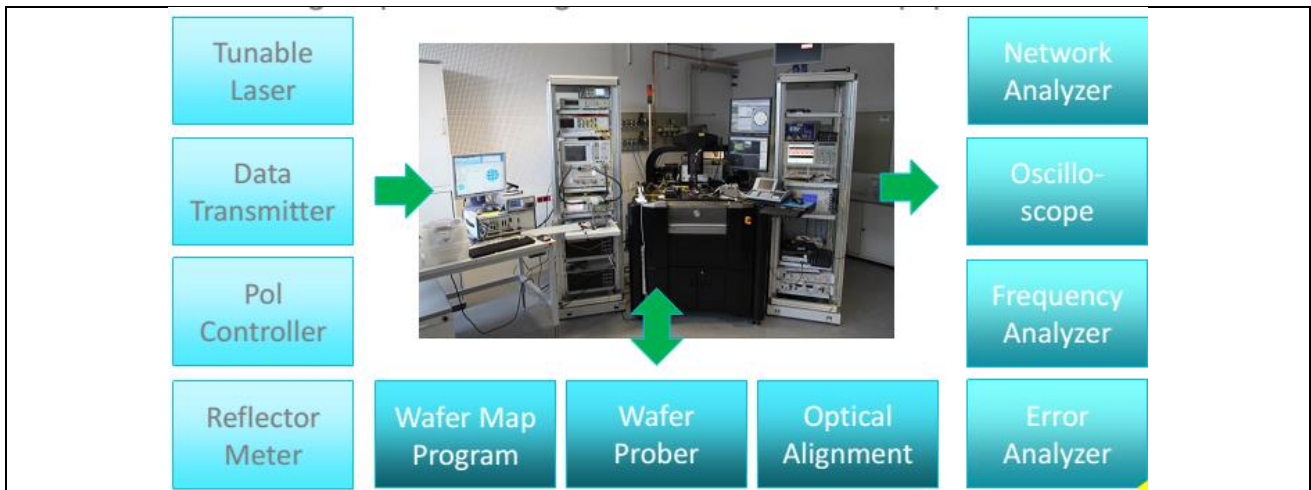 Tunable
Laser
Data
Transmitter
Pol
Controller
Reflector
Meter
Wafer Map
Program
Wafer
Prober
Optical
Alignment
Network
Analyzer
Oscillo-
scope
Frequency
Analyzer
Error
Analyzer